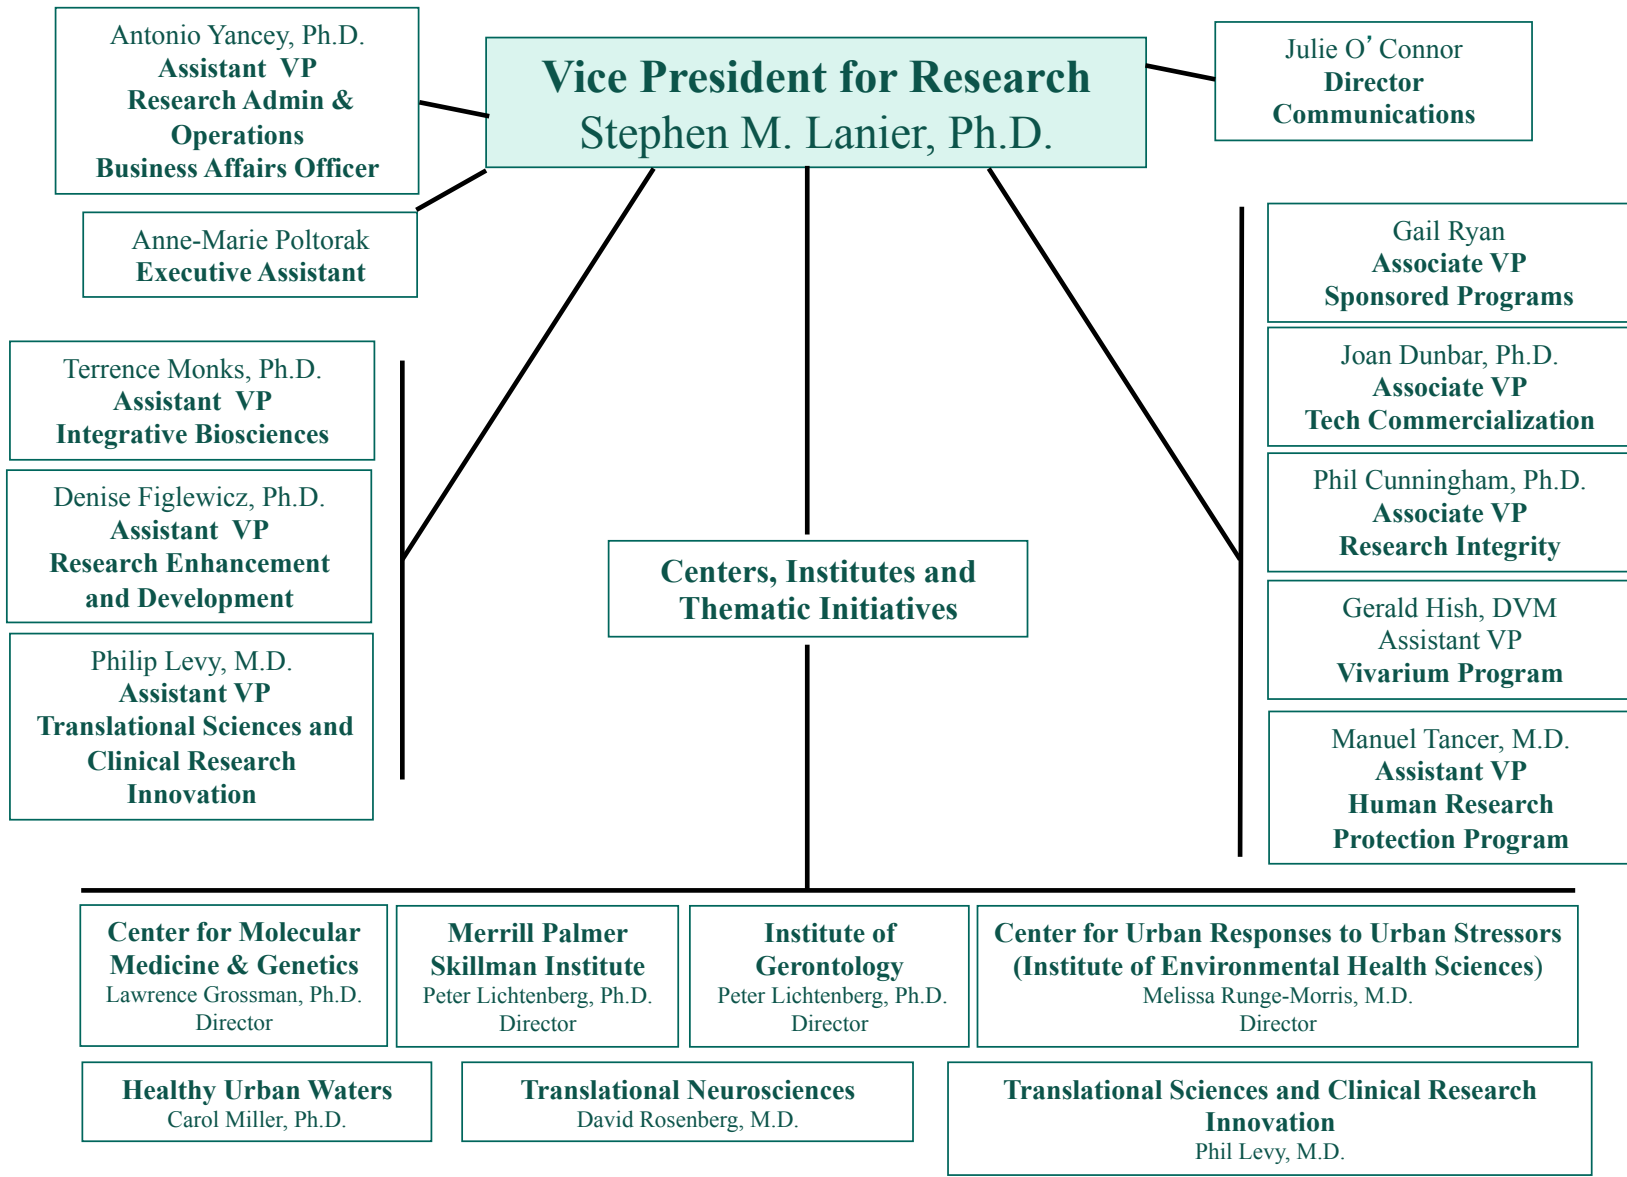 Antonio Yancey, Ph.D.
Assistant VP
Research Admin &
Operations
Business Affairs Officer
Vice President for Research
Stephen M. Lanier, Ph.D.
Julie O’ Connor
Director
Communications
Anne-Marie Poltorak
Executive Assistant
Terrence Monks, Ph.D.
Assistant VP
Integrative Biosciences
Denise Figlewicz, Ph.D.
Assistant VP
Research Enhancement
and Development
Philip Levy, M.D.
Assistant VP
Translational Sciences and
Clinical Research
Innovation
Centers, Institutes and
Thematic Initiatives
Gail Ryan
Associate VP
Sponsored Programs
Joan Dunbar, Ph.D.
Associate VP
Tech Commercialization
Phil Cunningham, Ph.D.
Associate VP
Research Integrity
Gerald Hish, DVM
Assistant VP
Vivarium Program
Manuel Tancer, M.D.
Assistant VP
Human Research
Protection Program
Center for Molecular
Medicine & Genetics
Lawrence Grossman, Ph.D.
Director
Merrill Palmer
Skillman Institute
Peter Lichtenberg, Ph.D.
Director
Institute of
Gerontology
Peter Lichtenberg, Ph.D.
Director
Center for Urban Responses to Urban Stressors
(Institute of Environmental Health Sciences)
Melissa Runge-Morris, M.D.
Director
Healthy Urban Waters
Carol Miller, Ph.D.
Translational Neurosciences
David Rosenberg, M.D.
Translational Sciences and Clinical Research
Innovation
Phil Levy, M.D.